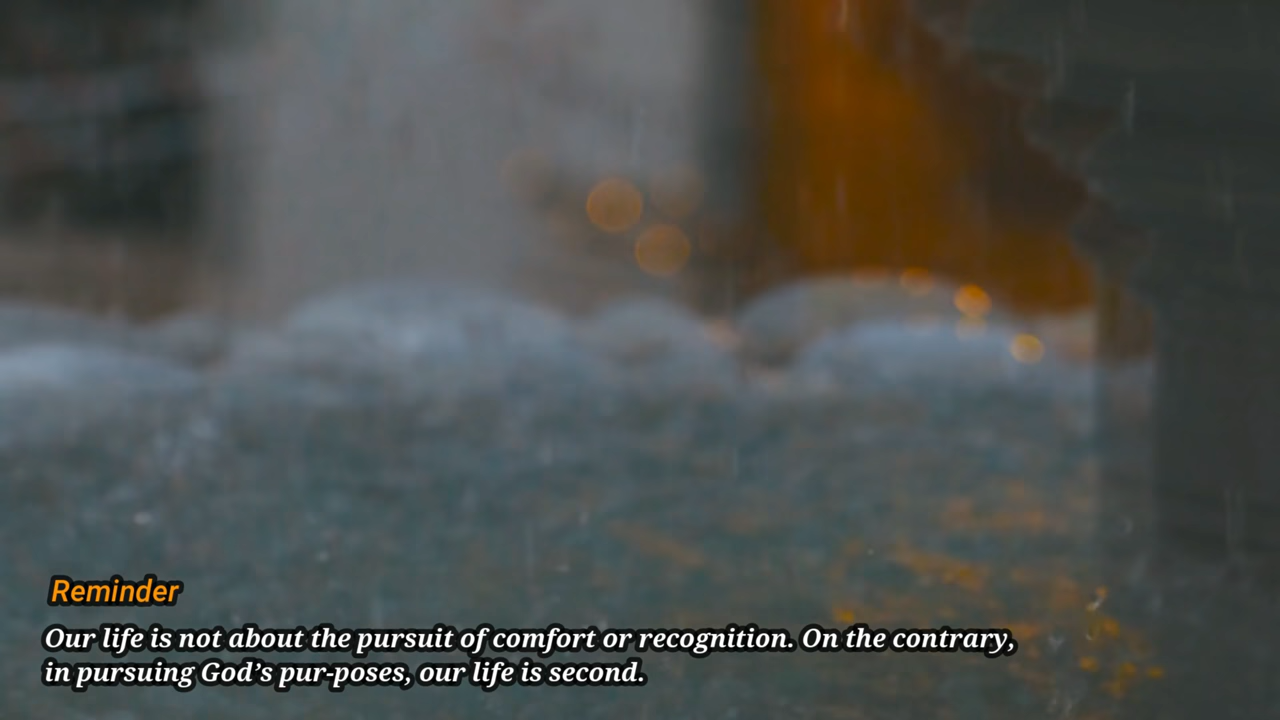 Reminder
Our life is not about the pursuit of comfort or recognition. On the contrary,
in pursuing God’s pur-poses, our life is second.